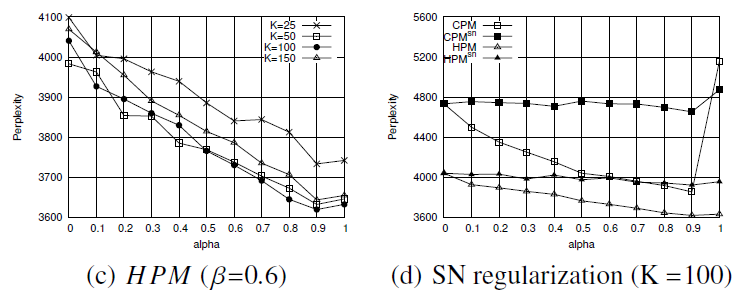 4100
4000
3900
3800
3700
3600
Perplexity
K=25
K=50
K=100
K=150
0 0.1 0.2 0.3 0.4 0.5 0.6 0.7 0.8 0.9 1
alpha
(c) HPM (β=0.6)
5600
5200
4800
4400
4000
3600
Perplexity
CPM
CPM^sn
HPM
HPM^sn
0 0.1 0.2 0.3 0.4 0.5 0.6 0.7 0.8 0.9 1
alpha
(d) SN regularization (K =100)